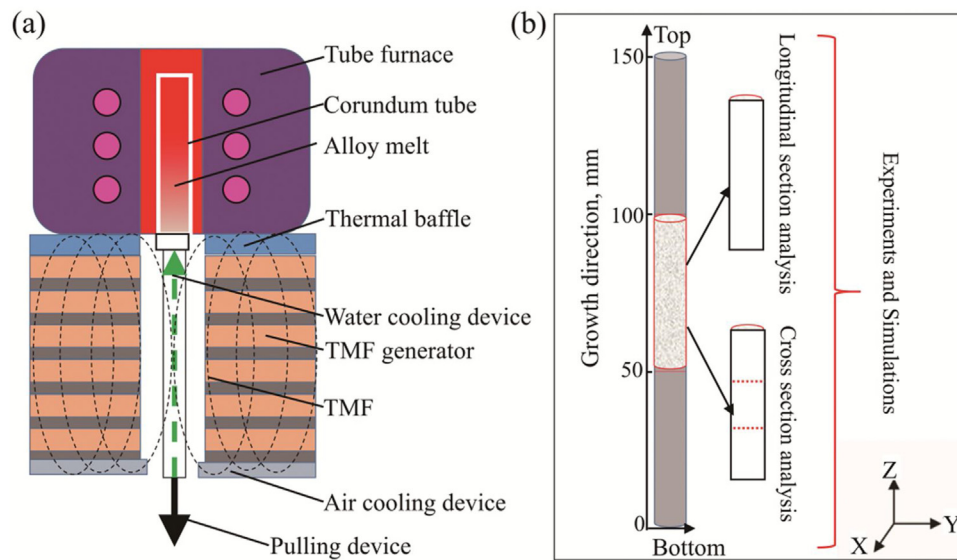 (a)
Tube furnace
Corundum tube
Alloy melt
Thermal baffle
Water cooling device
TMF generator
TMF
Air cooling device
Pulling device
(b)
Top
150
100
50
0
Bottom
Growth direction, mm
Longitudinal section analysis
Cross section analysis
Experiments and Simulations
Z
Y
X